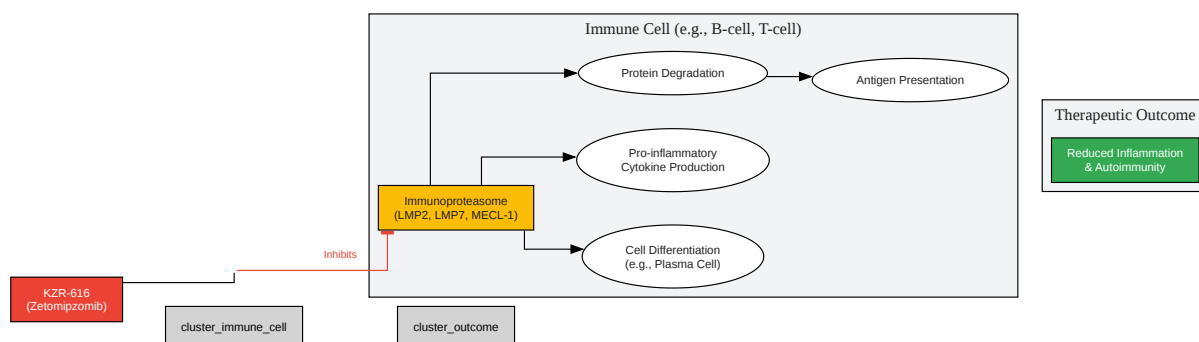 Immune Cell (e.g., B-cell, T-cell)
Protein Degradation
Antigen Presentation
Therapeutic Outcome
Reduced Inflammation
& Autoimmunity
Pro-inflammatory
Cytokine Production
Immunoproteasome
(LMP2, LMP7, MECL-1)
Inhibits
Cell Differentiation
(e.g., Plasma Cell)
KZR-616
(Zetomipzomib)
cluster_immune_cell
cluster_outcome